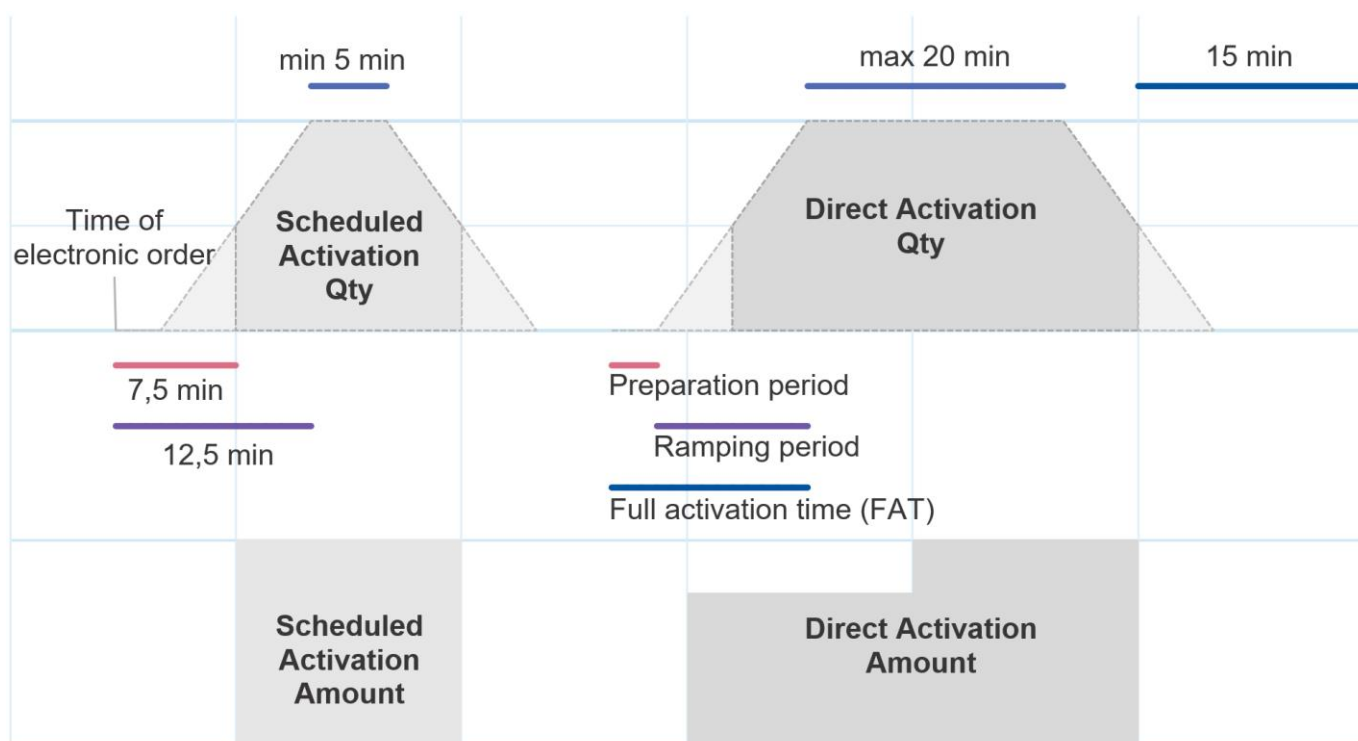 min 5 min
max 20 min
15 min
Time of
electronic order
Scheduled
Activation
Qty
Direct Activation
Qty
7,5 min
12,5 min
Preparation period
Ramping period
Full activation time (FAT)
Scheduled
Activation
Amount
Direct Activation
Amount